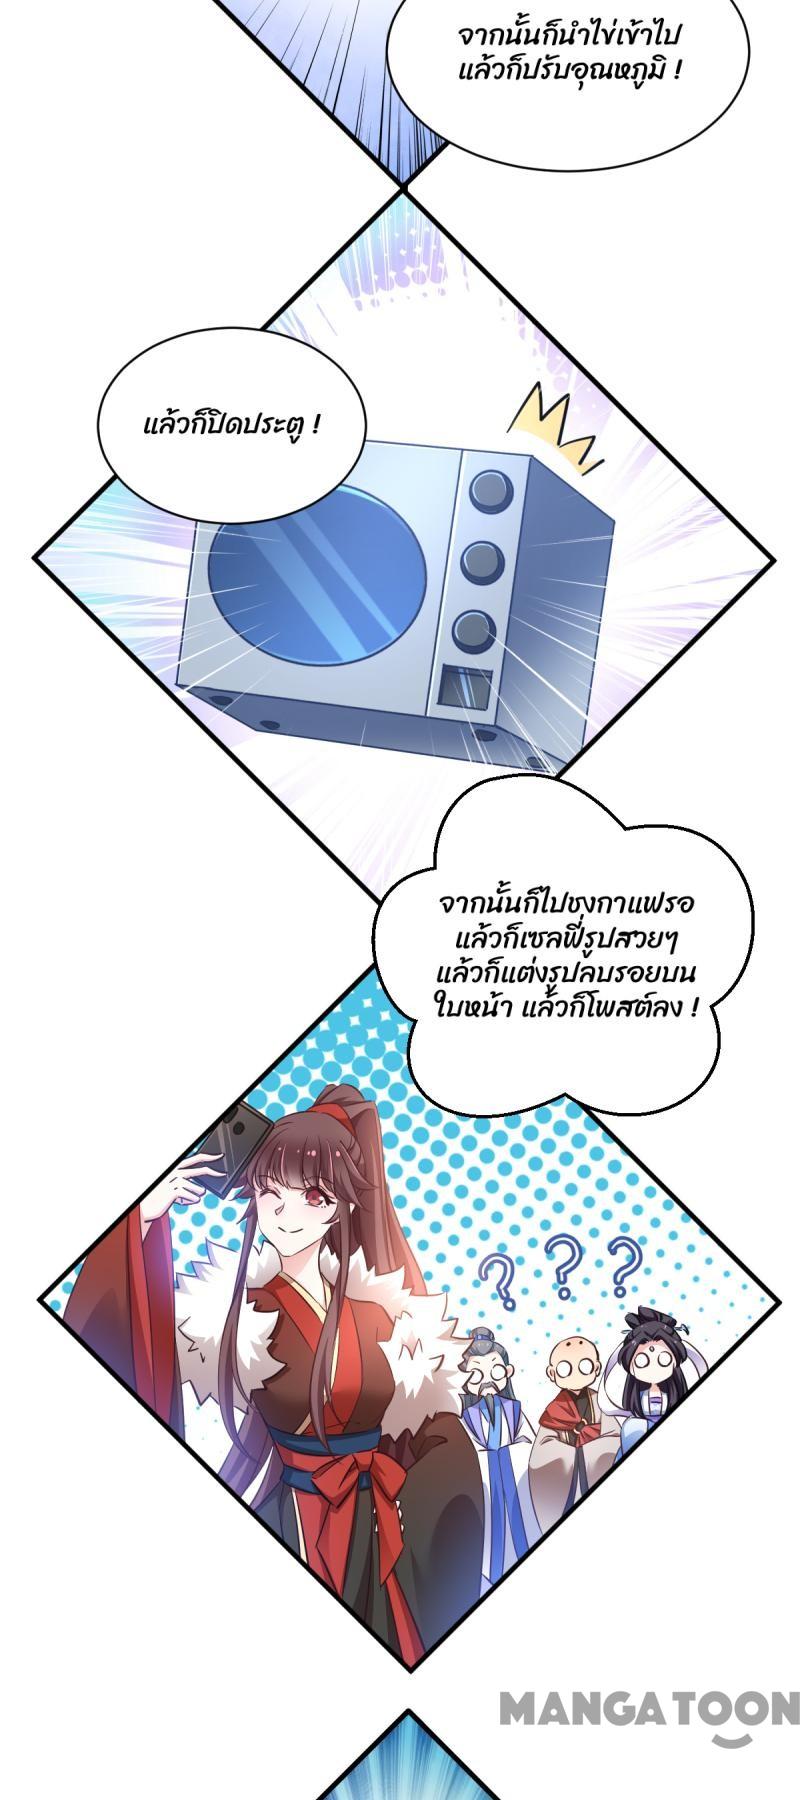 จากนั้นก็นำไข่เข้าไป
แล้วก็ปรับอุณหภูมิ !
แล้วก็ปิดประตู !
จากนั้นก็ไปชงกาแฟรอ
แล้วก็เซลฟี่รูปสวยๆ
แล้วก็แต่งรูปลบรอยบน
ใบหน้า แล้วก็โพสต์ลง !
? ? ?
MANGATOON